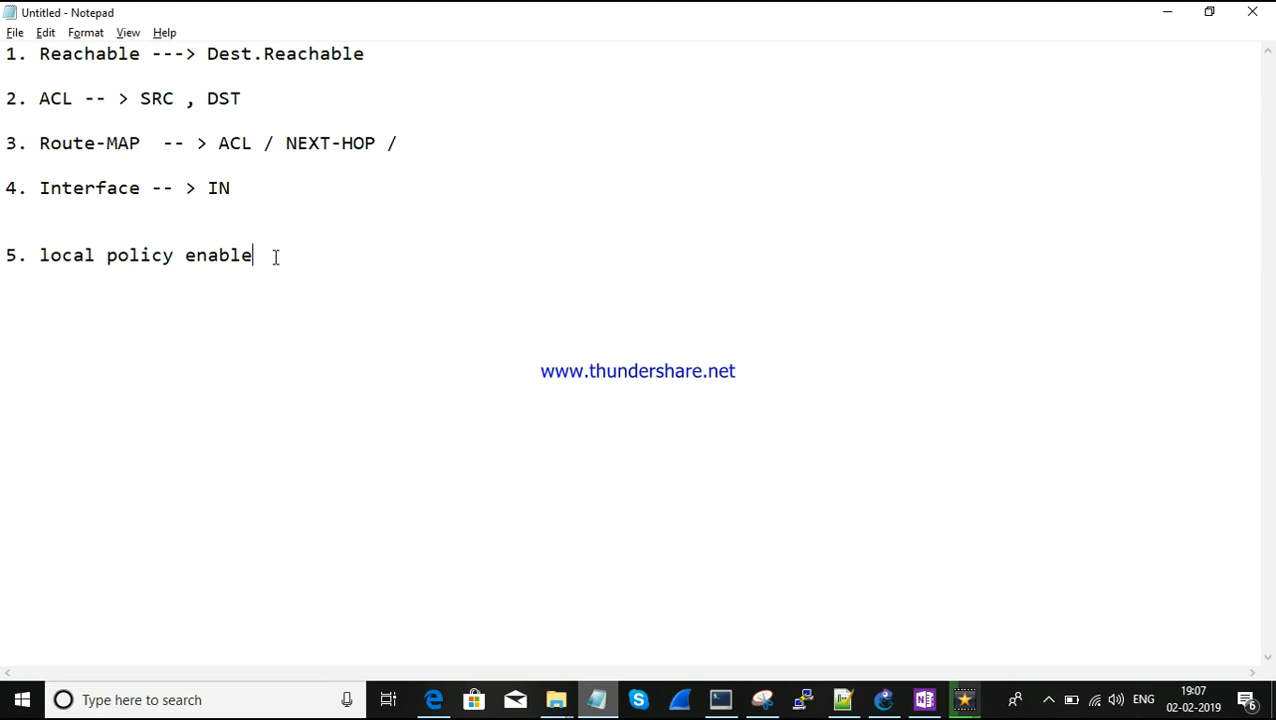 Untitled - Notepad
File Edit Format View Help
1. Reachable ---> Dest.Reachable
2. ACL -- > SRC , DST
3. Route-MAP -- > ACL / NEXT-HOP /
4. Interface -- > IN
5. local policy enable
www.thundershare.net
Type here to search
ENG
19:07
02-02-2019
6